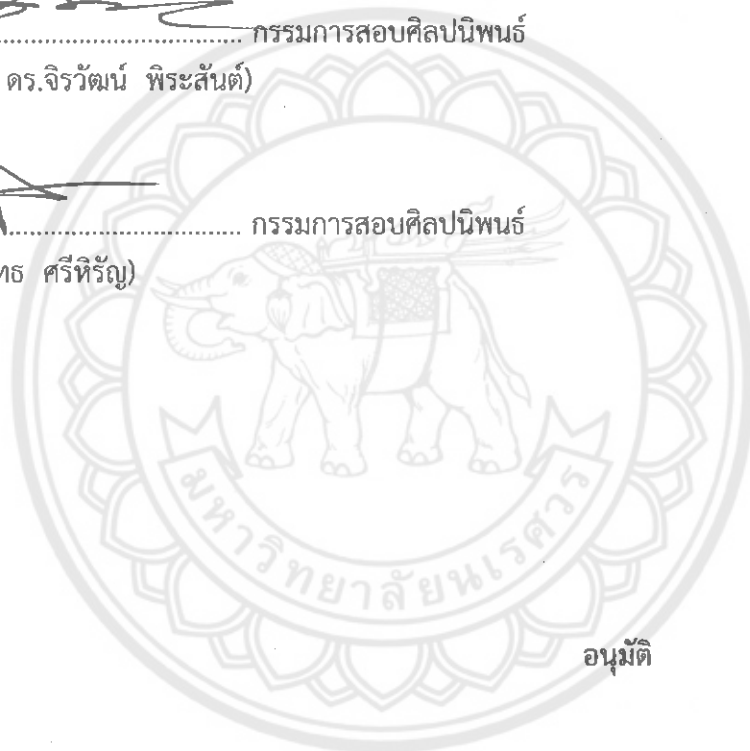 กรรมการสอบศิลปนิพนธ์
ดร.จิรวัฒน์ พิระสันต์)
กรรมการสอบศิลปนิพนธ์
ศรีหิรัญ)
มหาวิทยาลัยนเรศวร
อนุมัติ